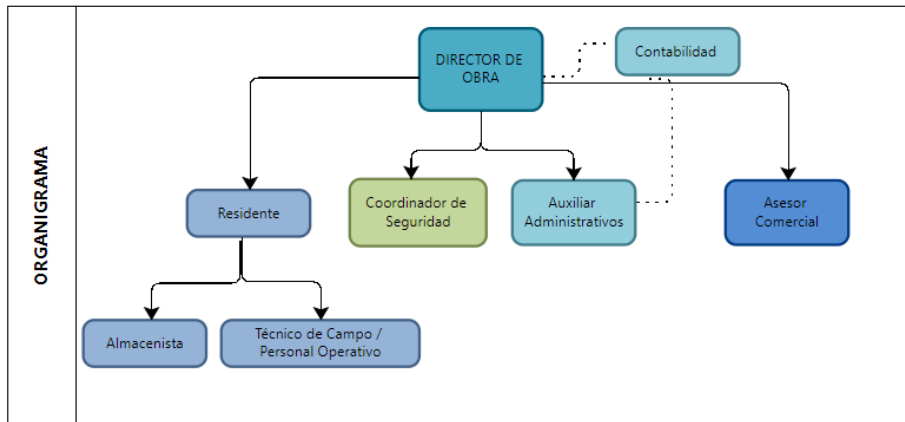 ORGANIGRAMA
DIRECTOR DE
OBRA
Contabilidad
Residente
Coordinador de
Seguridad
Auxiliar
Administrativos
Asesor
Comercial
Almacenista
Técnico de Campo /
Personal Operativo